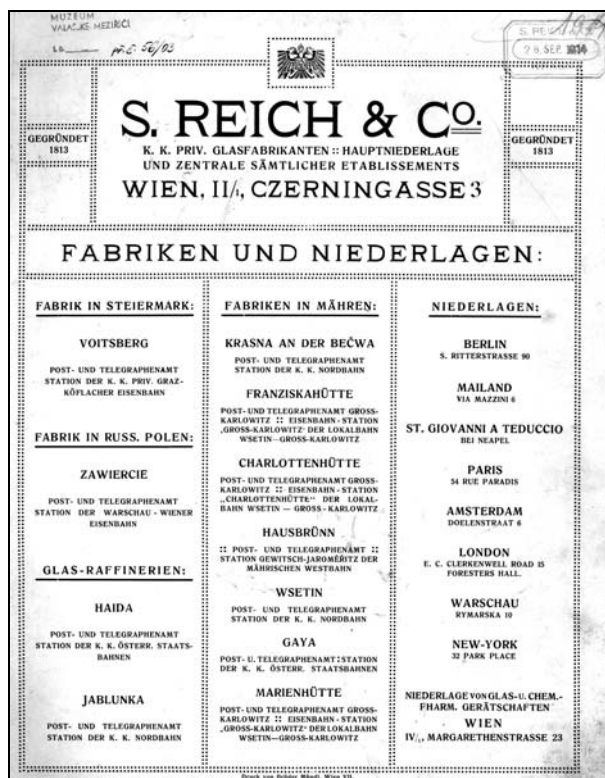 MUZEUM
VALAŠKÉ MEZIŘÍČÍ
př. č. 56/93
28. SEP. 1914
S. REICH & Co.
GEGRÜNDET
1813
K. K. PRIV. GLASFABRIKANTEN :: HAUPTNIEDERLAGE
UND ZENTRALE SÄMTLICHER ETABLISSEMENTS
WIEN, II/1, CZERNINGASSE 3
GEGRÜNDET
1813
FABRIKEN UND NIEDERLAGEN:
FABRIK IN STEIERMARK:
VOITSBERG
POST- UND TELEGRAPHENAMT
STATION DER K. K. PRIV. GRAZ-
KÖFLACHER EISENBAHN
FABRIK IN RUSS. POLEN:
ZAWIERCIE
POST- UND TELEGRAPHENAMT
STATION DER WARSCHAU - WIENER
EISENBAHN
GLAS-RAFFINERIEN:
HAIDA
POST- UND TELEGRAPHENAMT
STATION DER K. K. ÖSTERR. STAATS-
BAHNEN
JABLUNKA
POST- UND TELEGRAPHENAMT
STATION DER K. K. NORDBAHN
FABRIKEN IN MÄHREN:
KRASNA AN DER BEČWA
POST- UND TELEGRAPHENAMT
STATION DER K. K. NORDBAHN
FRANZISKAHÜTTE
POST- UND TELEGRAPHENAMT GROSS-
KARLOWITZ :: EISENBAHN - STATION
„GROSS-KARLOWITZ" DER LOKALBAHN
WSETIN—GROSS-KARLOWITZ
CHARLOTTENHÜTTE
POST- UND TELEGRAPHENAMT GROSS-
KARLOWITZ :: EISENBAHN - STATION
„CHARLOTTENHÜTTE" DER LOKAL-
BAHN WSETIN — GROSS - KARLOWITZ
HAUSBRÜNN
:: POST- UND TELEGRAPHENAMT ::
STATION GEWITSCH-JAROMĚRITZ DER
MÄHRISCHEN WESTBAHN
WSETIN
POST- UND TELEGRAPHENAMT
STATION DER K. K. NORDBAHN
GAYA
POST- U. TELEGRAPHENAMT : STATION
DER K. K. ÖSTERR. STAATSBAHNEN
MARIENHÜTTE
POST- UND TELEGRAPHENAMT GROSS-
KARLOWITZ :: EISENBAHN - STATION
„GROSS-KARLOWITZ" DER LOKALBAHN
WSETIN—GROSS-KARLOWITZ
NIEDERLAGEN:
BERLIN
S. RITTERSTRASSE 90
MAILAND
VIA MAZZINI 6
ST. GIOVANNI A TEDUCCIO
BEI NEAPEL
PARIS
54 RUE PARADIS
AMSTERDAM
DOELENSTRAAT 6
LONDON
E. C. CLERKENWELL ROAD 15
FORESTERS HALL.
WARSCHAU
RYMARSKA 10
NEW-YORK
32 PARK PLACE
NIEDERLAGE VON GLAS- U. CHEM.-
PHARM. GERÄTSCHAFTEN
WIEN
IV/1, MARGARETHENSTRASSE 23